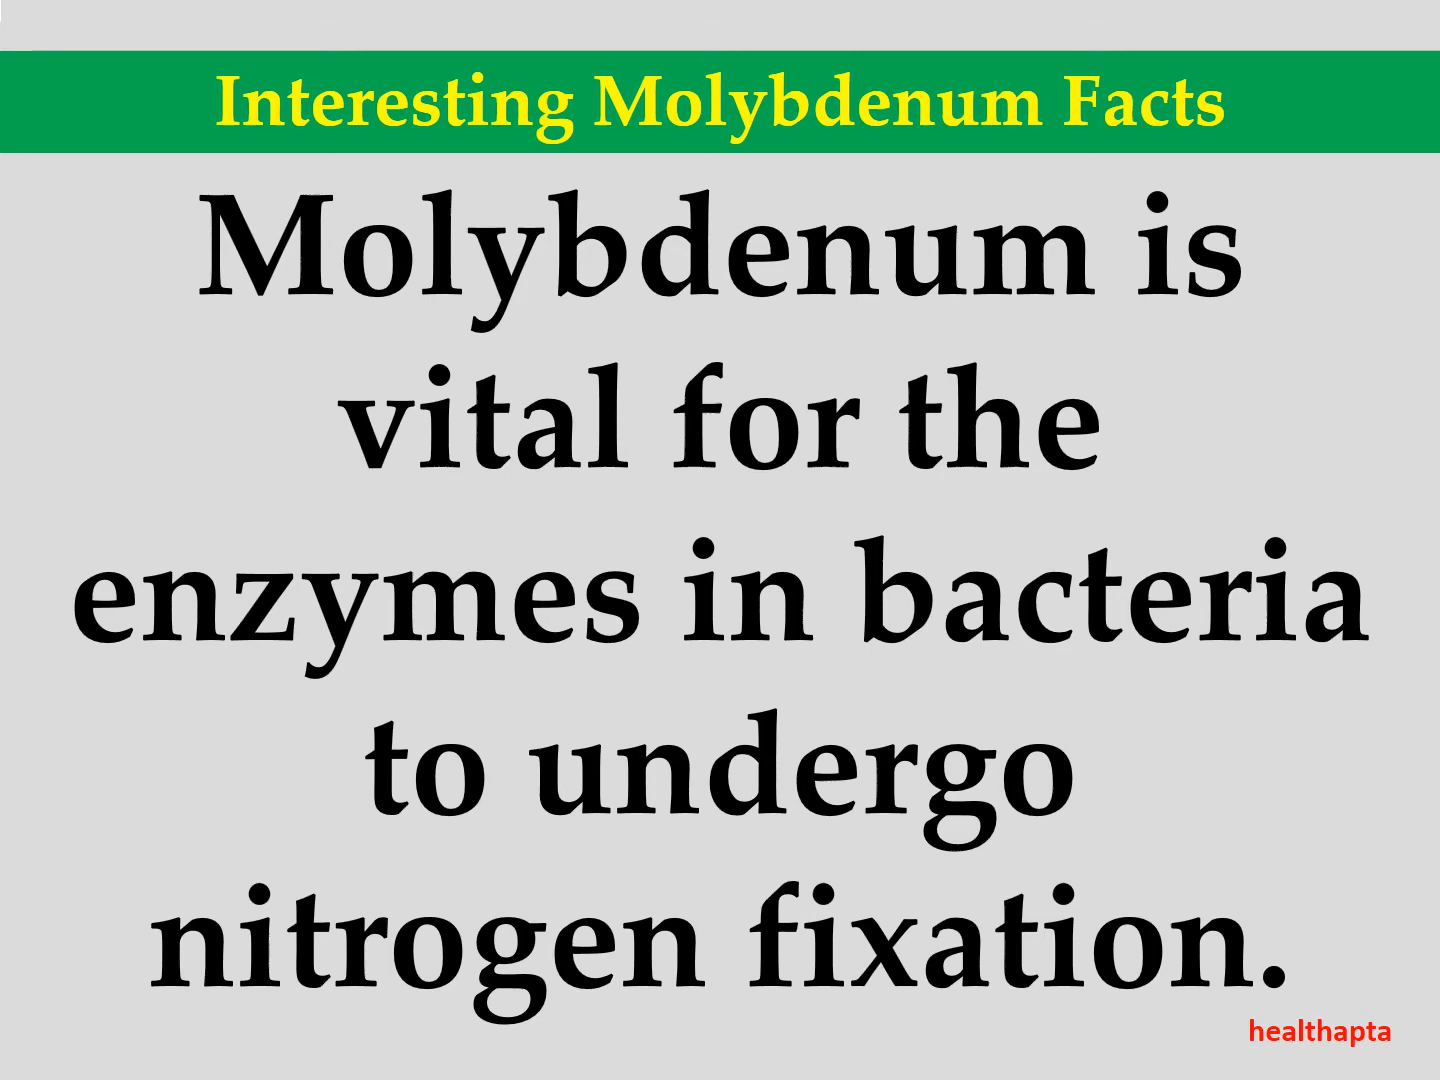 Interesting Molybdenum Facts
Molybdenum is
vital for the
enzymes in bacteria
to undergo
nitrogen fixation.
healthapta